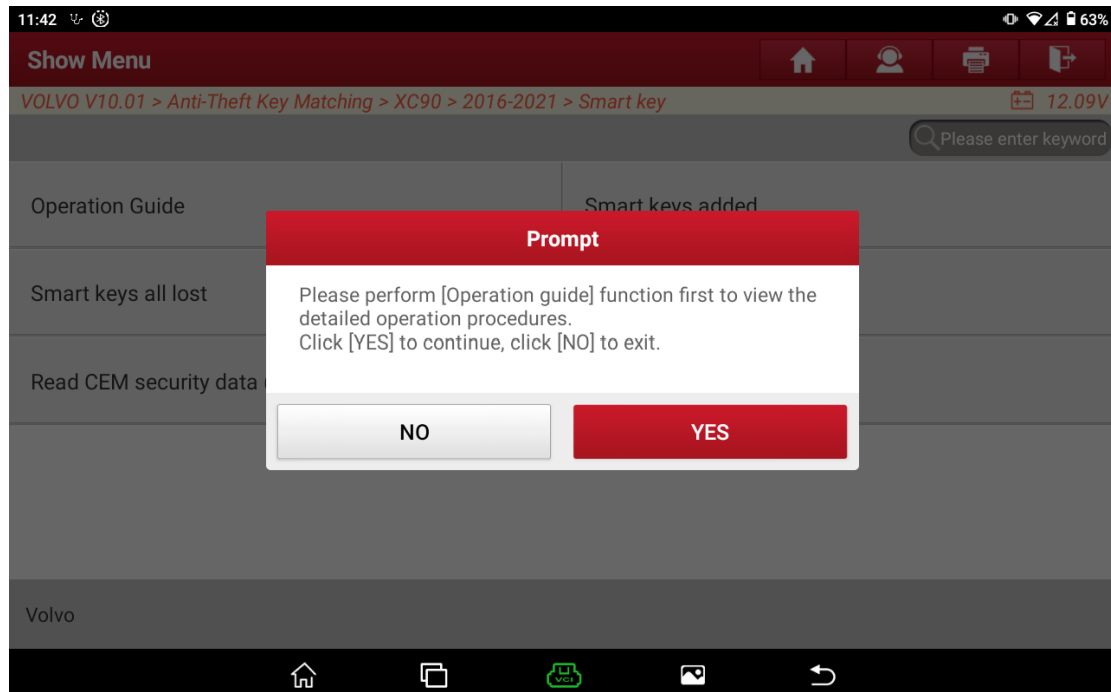 11:42 63%
Show Menu
VOLVO V10.01 > Anti-Theft Key Matching > XC90 > 2016-2021 > Smart key 12.09V
Please enter keyword
Operation Guide Smart keys added
Prompt
Smart keys all lost
Please perform [Operation guide] function first to view the
detailed operation procedures.
Click [YES] to continue, click [NO] to exit.
Read CEM security data
NO YES
Volvo
VCI